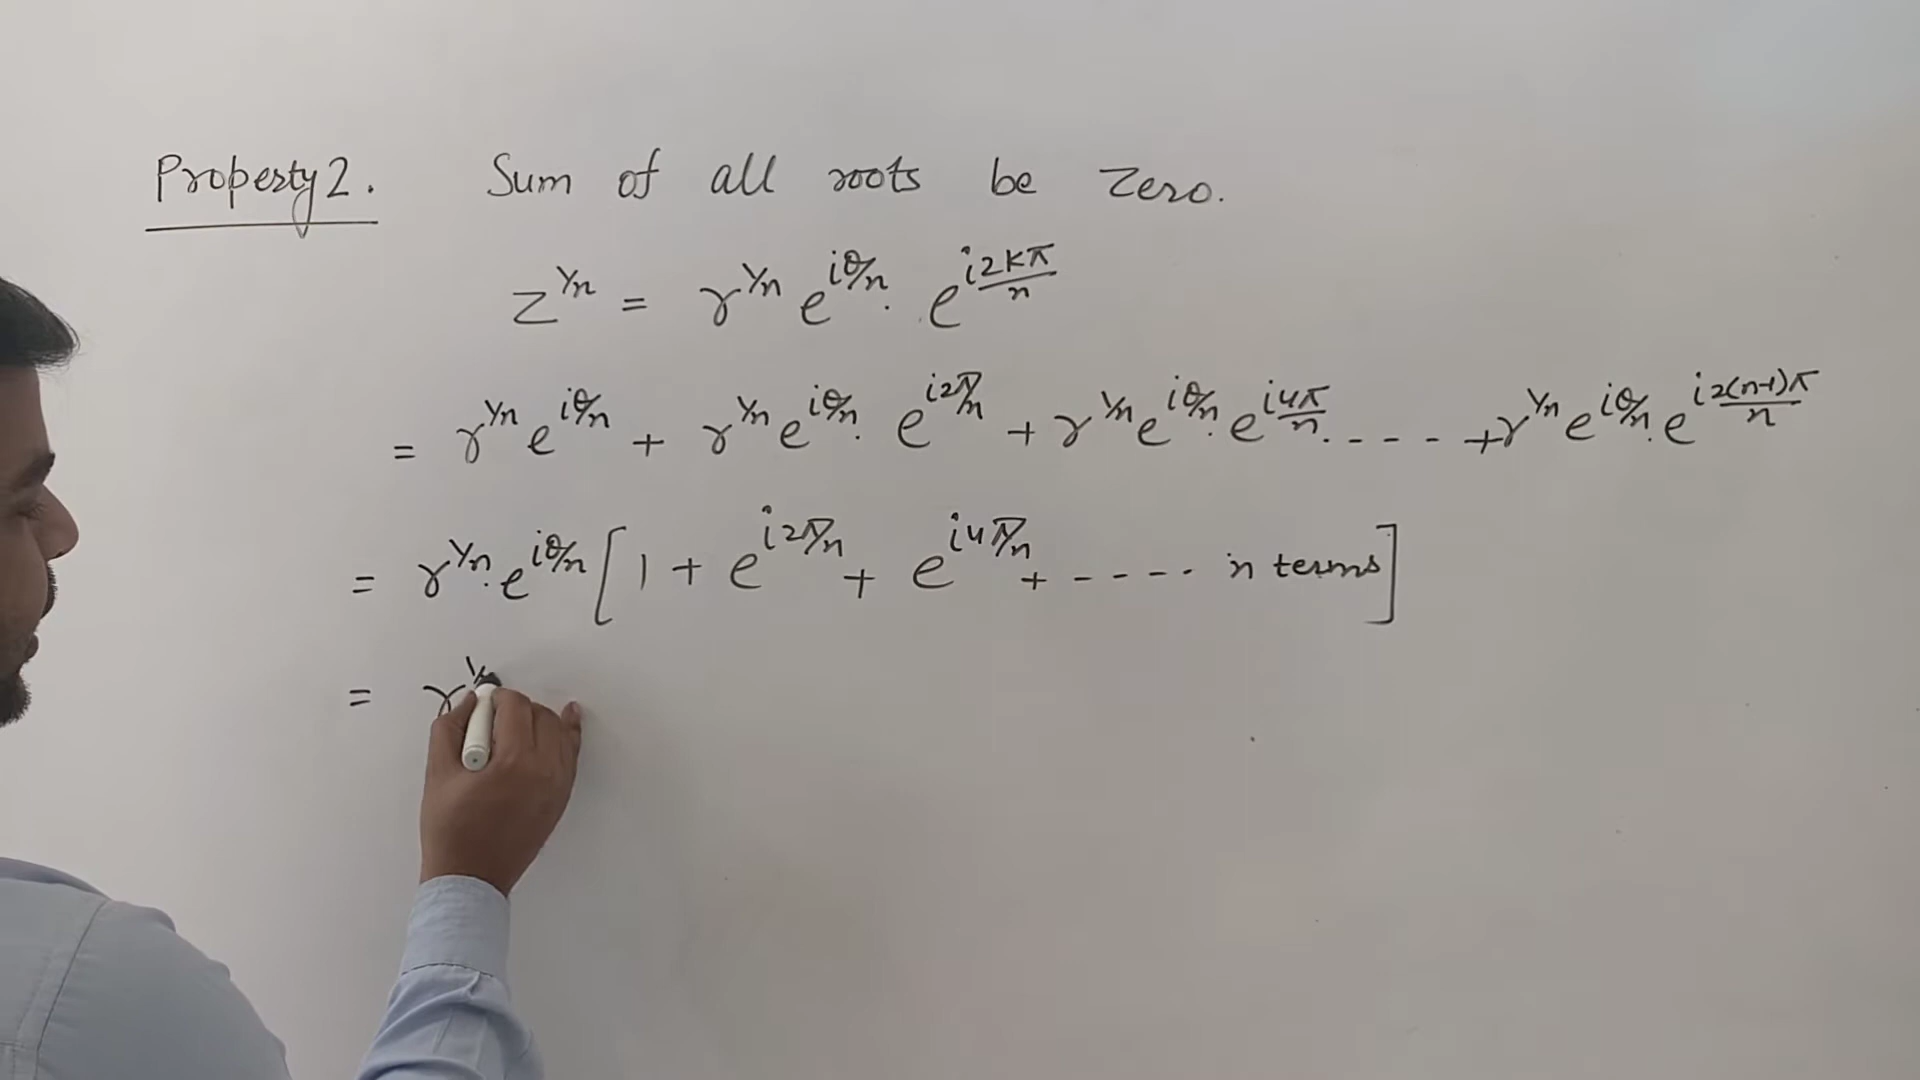 Property 2. Sum of all roots be Zero.
z^{1/n} = r^{1/n} e^{iθ/n} . e^{i2kπ/n}
= r^{1/n} e^{iθ/n} + r^{1/n} e^{iθ/n} . e^{i2π/n} + r^{1/n} e^{iθ/n} . e^{i4π/n} . - - - - + r^{1/n} e^{iθ/n} . e^{i2(n-1)π/n}
= r^{1/n} . e^{iθ/n} [ 1 + e^{i2π/n} + e^{i4π/n} + - - - - . n terms ]
= r